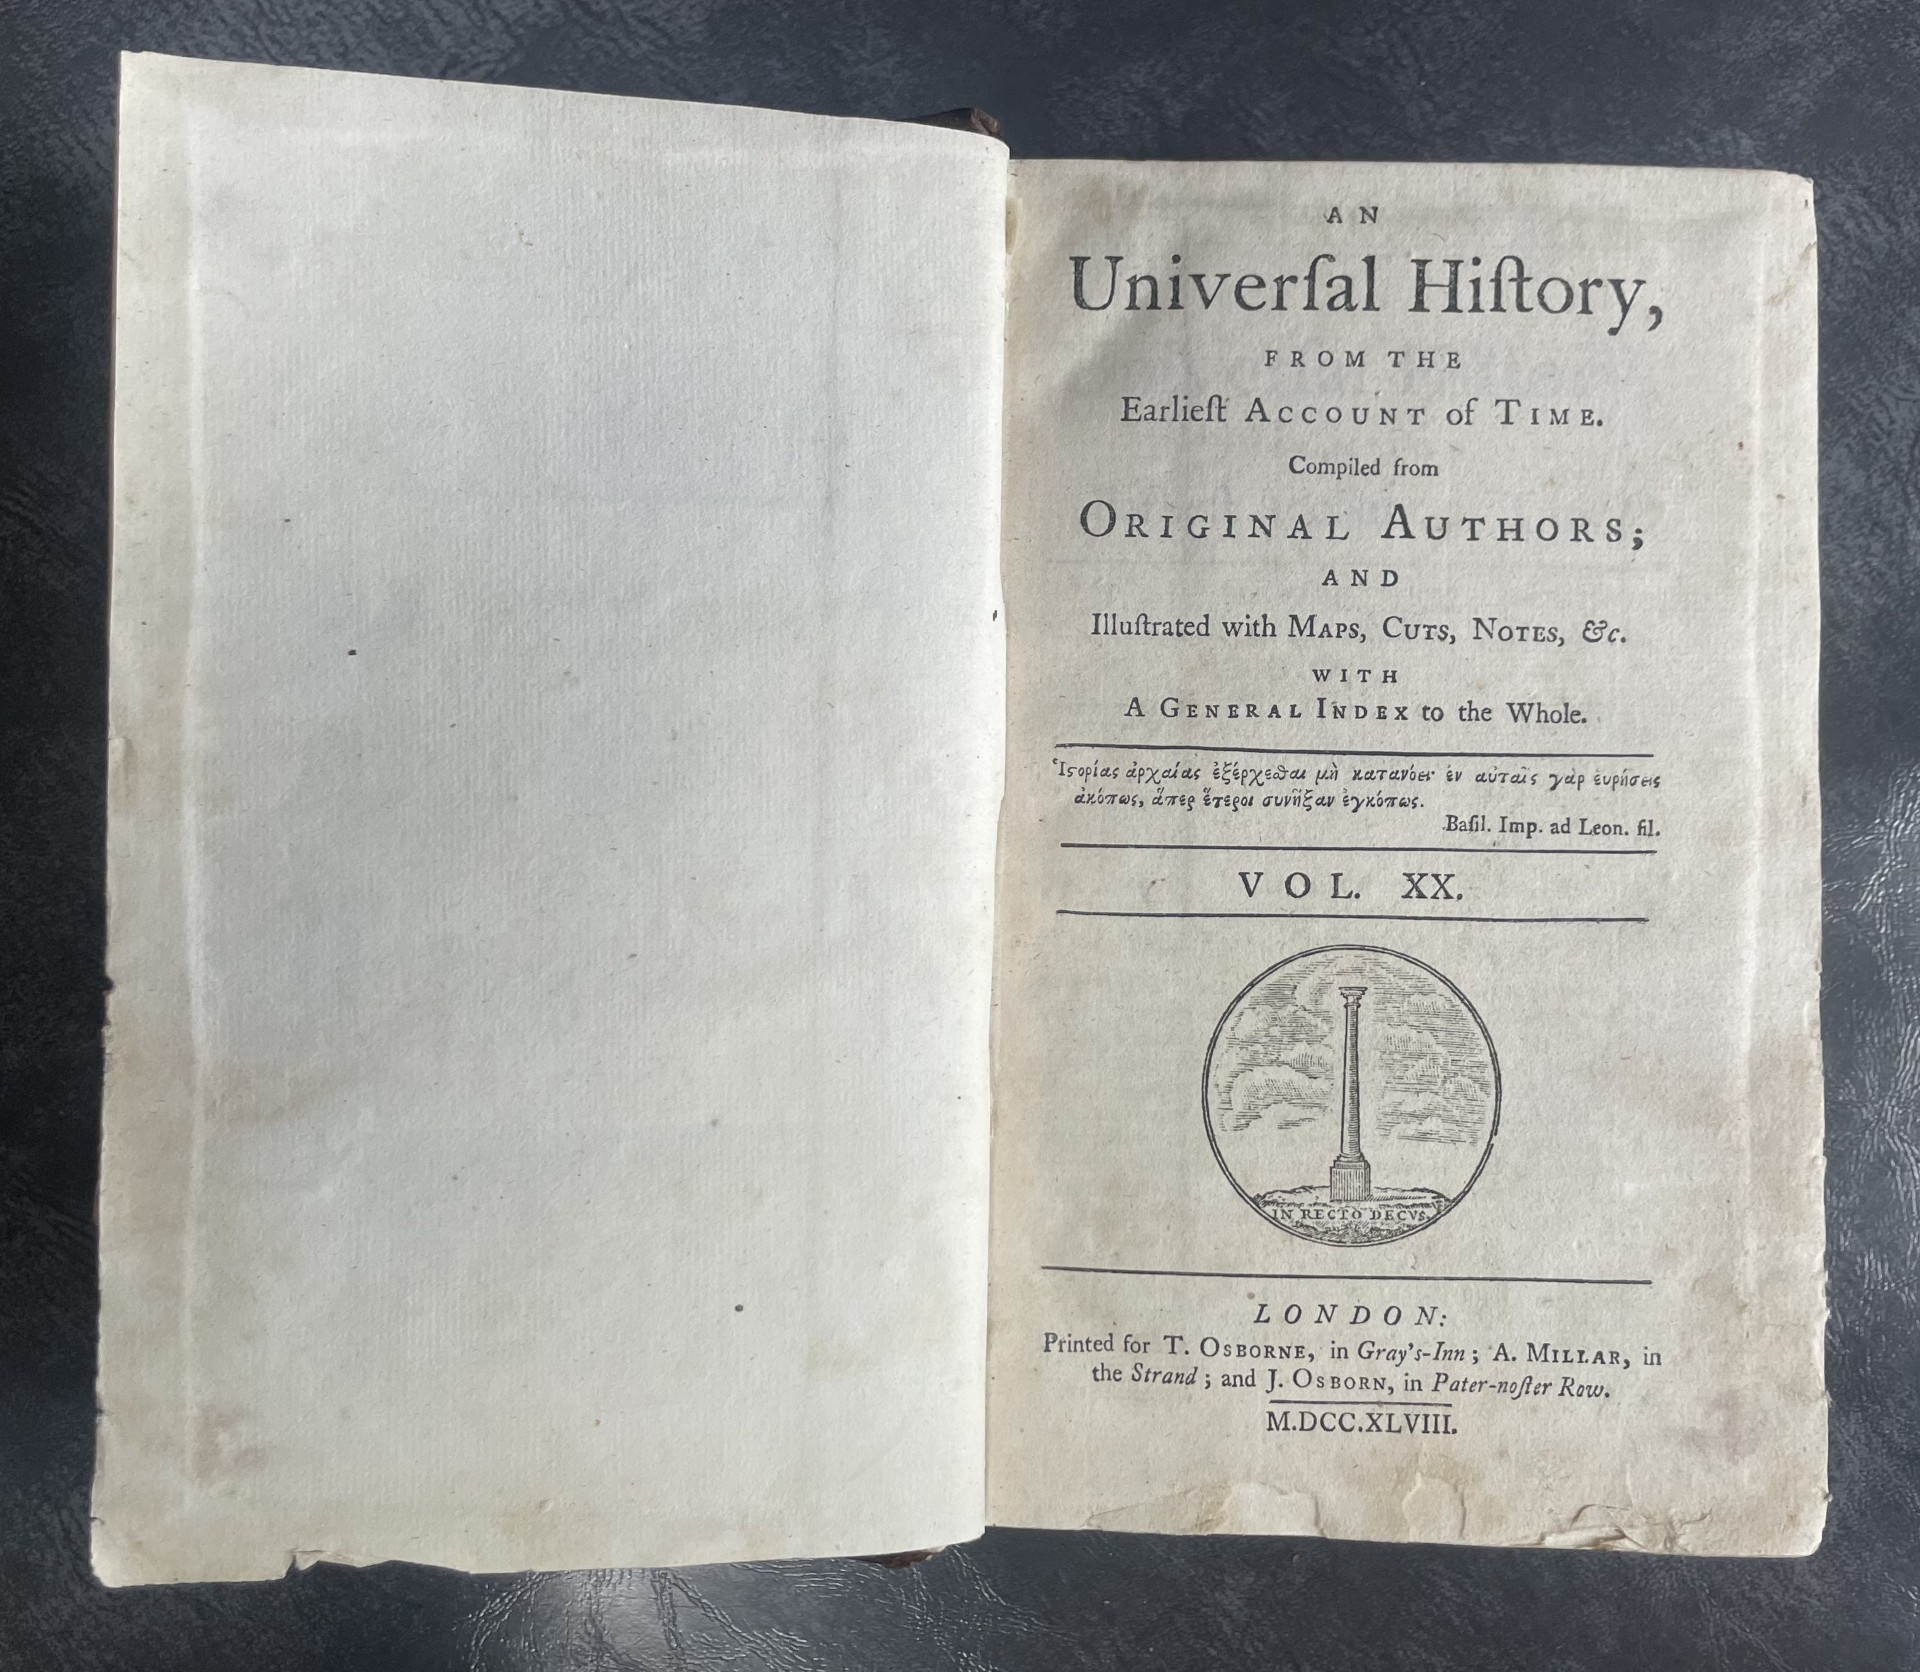 AN
Univerſal Hiſtory,
FROM THE
Earlieſt ACCOUNT of TIME.
Compiled from
ORIGINAL AUTHORS;
AND
Illuſtrated with MAPS, CUTS, NOTES, &c.
WITH
A GENERAL INDEX to the Whole.
Ἱϛορίας ἀρχαίας ἐξέρχεσθαι μὴ κατανόει· ἐν αὐταῖς γὰρ εὑρήσεις
ἀκόπως, ἅπερ ἕτεροι συνῆξαν ἐγκόπως.
Baſil. Imp. ad Leon. fil.
VOL. XX.
IN RECTO DECVS.
LONDON:
Printed for T. OSBORNE, in Gray's-Inn; A. MILLAR, in
the Strand; and J. OSBORN, in Pater-noſter Row.
M.DCC.XLVIII.